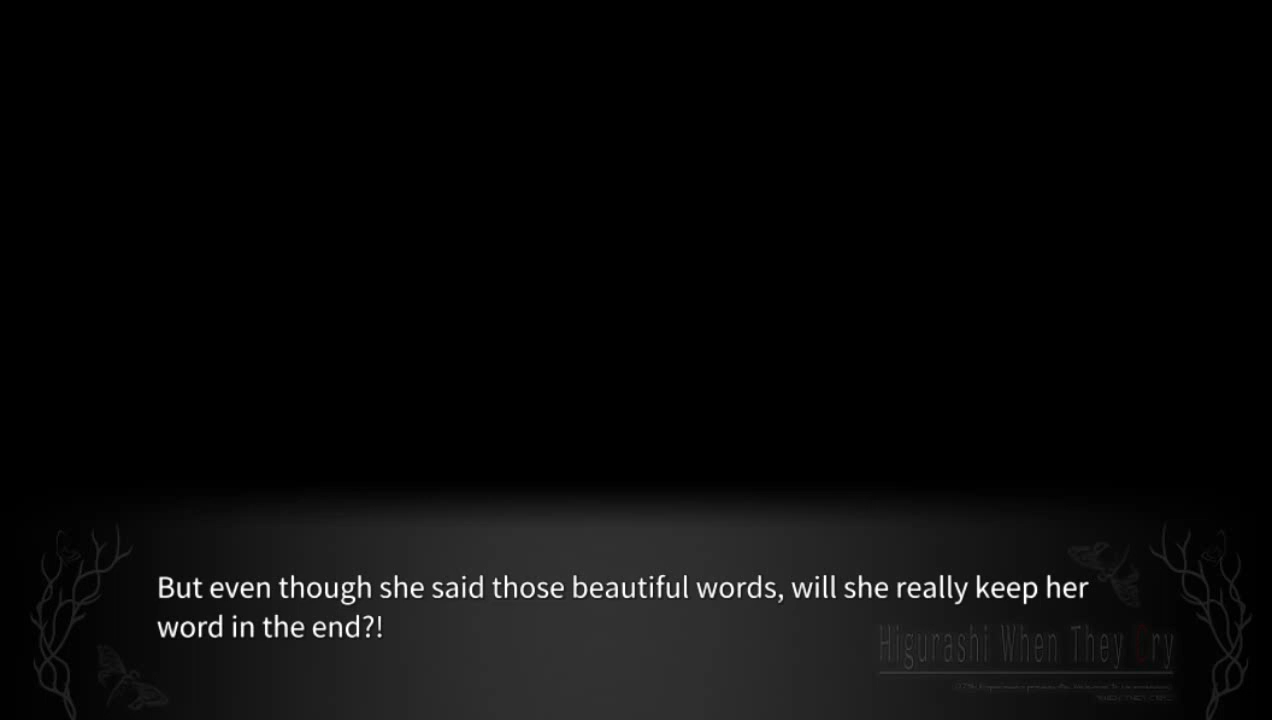 But even though she said those beautiful words, will she really keep her
word in the end?!
Higurashi When They Cry